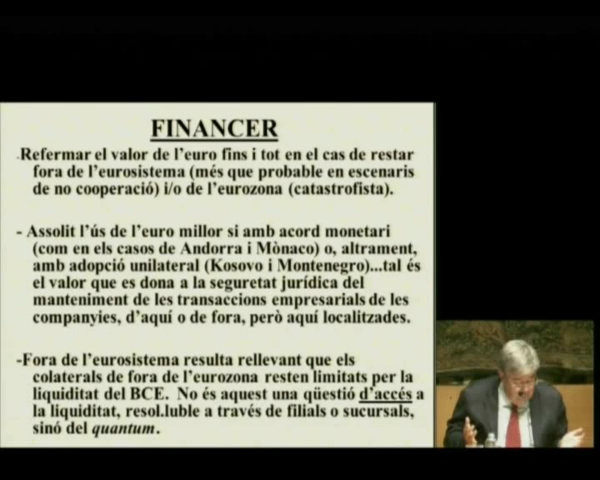 FINANCER
-Refermar el valor de l'euro fins i tot en el cas de restar
fora de l'eurosistema (més que probable en escenaris
de no cooperació) i/o de l'eurozona (catastrofista).
- Assolit l'ús de l'euro millor si amb acord monetari
(com en els casos de Andorra i Mònaco) o, altrament,
amb adopció unilateral (Kosovo i Montenegro)...tal és
el valor que es dona a la seguretat jurídica del
manteniment de les transaccions empresarials de les
companyies, d'aquí o de fora, però aquí localitzades.
-Fora de l'eurosistema resulta rellevant que els
colaterals de fora de l'eurozona resten limitats per la
liquiditat del BCE. No és aquest una qüestió d'accés a
la liquiditat, resol.luble a través de filials o sucursals,
sinó del quantum.